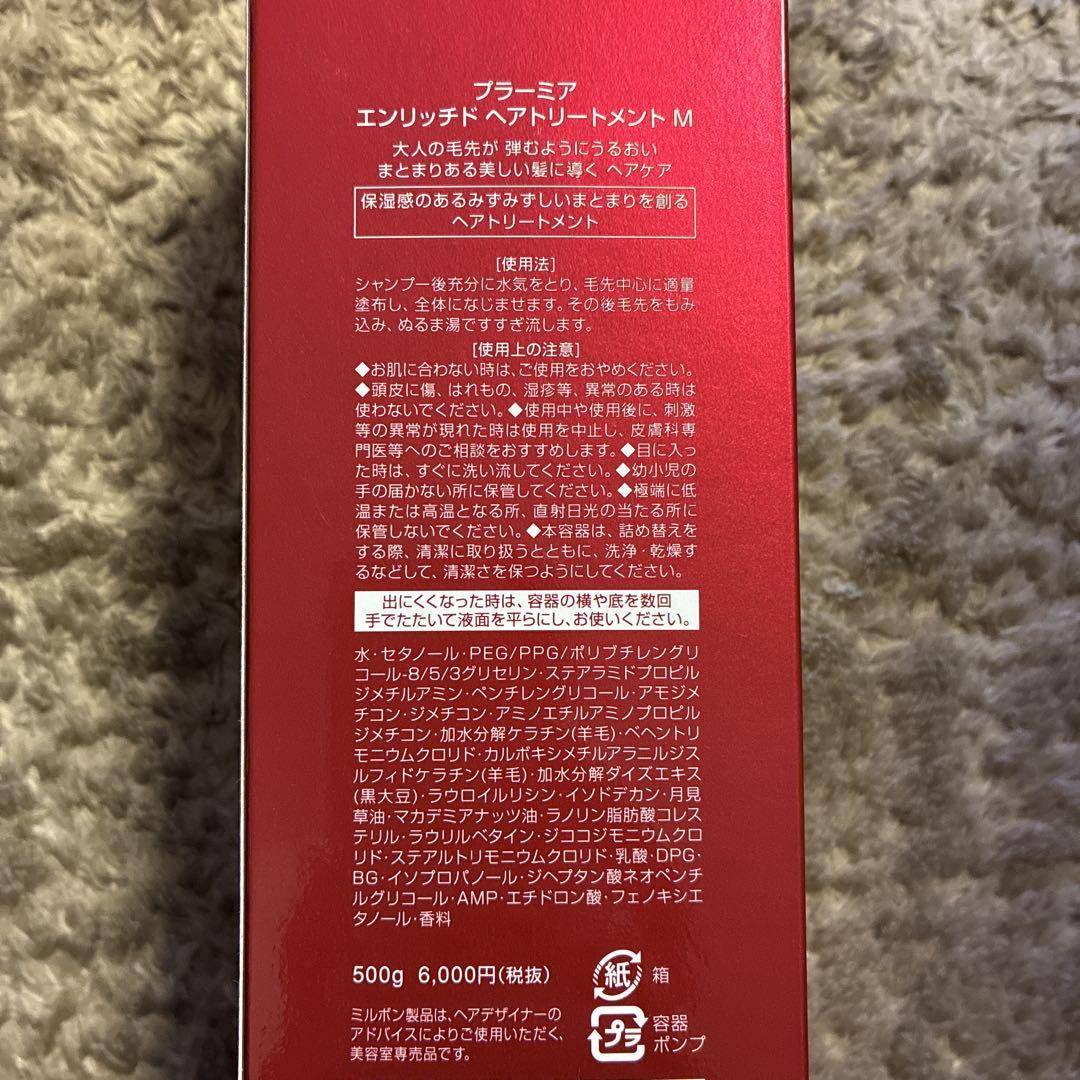 プラーミア
エンリッチド ヘアトリートメント M
大人の毛先が 弾むようにうるおい
まとまりある美しい髪に導く ヘアケア
保湿感のあるみずみずしいまとまりを創る
ヘアトリートメント
[使用法]
シャンプー後充分に水気をとり、毛先中心に適量
塗布し、全体になじませます。その後毛先をもみ
込み、ぬるま湯ですすぎ流します。
[使用上の注意]
◆お肌に合わない時は、ご使用をおやめください。
◆頭皮に傷、はれもの、湿疹等、異常のある時は
使わないでください。◆使用中や使用後に、刺激
等の異常が現れた時は使用を中止し、皮膚科専
門医等へのご相談をおすすめします。◆目に入っ
た時は、すぐに洗い流してください。◆幼小児の
手の届かない所に保管してください。◆極端に低
温または高温となる所、直射日光の当たる所に
保管しないでください。◆本容器は、詰め替えを
する際、清潔に取り扱うとともに、洗浄・乾燥す
るなどして、清潔さを保つようにしてください。
出にくくなった時は、容器の横や底を数回
手でたたいて液面を平らにし、お使いください。
水・セタノール・PEG/PPG/ポリブチレングリ
コール-8/5/3グリセリン・ステアラミドプロピル
ジメチルアミン・ペンチレングリコール・アモジメ
チコン・ジメチコン・アミノエチルアミノプロピル
ジメチコン・加水分解ケラチン(羊毛)・ベヘントリ
モニウムクロリド・カルボキシメチルアラニルジス
ルフィドケラチン(羊毛)・加水分解ダイズエキス
(黒大豆)・ラウロイルリシン・イソドデカン・月見
草油・マカデミアナッツ油・ラノリン脂肪酸コレス
テリル・ラウリルベタイン・ジココジモニウムクロ
リド・ステアルトリモニウムクロリド・乳酸・DPG・
BG・イソプロパノール・ジヘプタン酸ネオペンチ
ルグリコール・AMP・エチドロン酸・フェノキシエ
タノール・香料
500g 6,000円(税抜)
紙 箱
ミルボン製品は、ヘアデザイナーの
アドバイスによりご使用いただく、
美容室専売品です。
プラ 容器
ポンプ